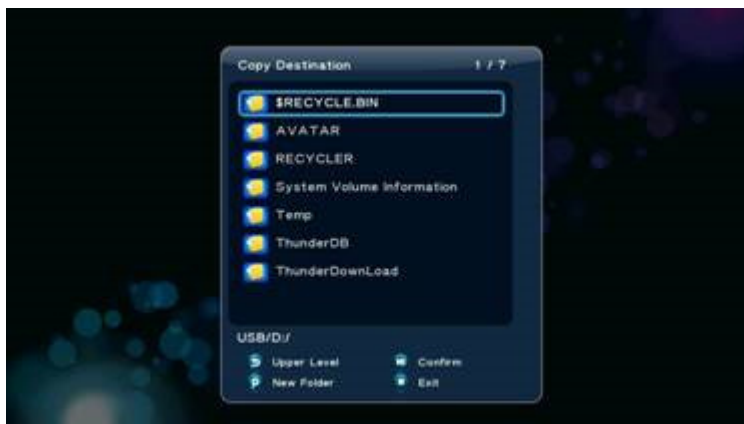 Copy Destination 1 / 7
$RECYCLE.BIN
AVATAR
RECYCLER
System Volume Information
Temp
ThunderDB
ThunderDownLoad
USB/D:/
Upper Level Confirm
P New Folder Exit